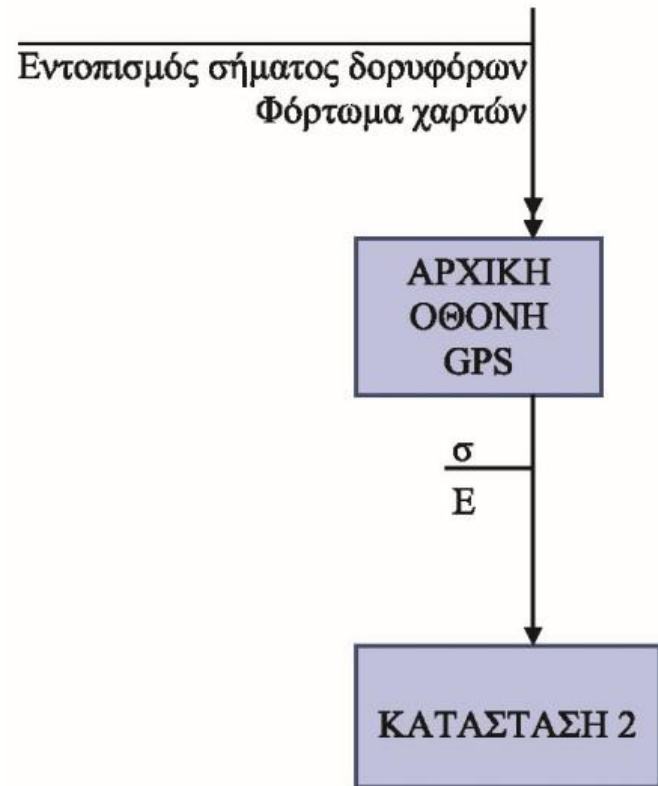 Εντοπισμός σήματος δορυφόρων
Φόρτωμα χαρτών
ΑΡΧΙΚΗ
ΟΘΟΝΗ
GPS
σ
Ε
ΚΑΤΑΣΤΑΣΗ 2